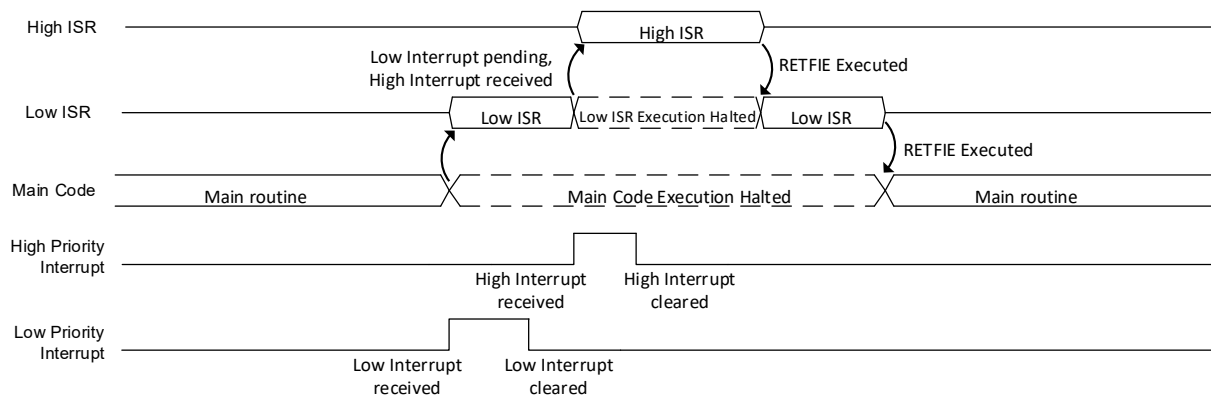 High ISR
High ISR
Low Interrupt pending,
High Interrupt received
RETFIE Executed
Low ISR
Low ISR
Low ISR Execution Halted
Low ISR
RETFIE Executed
Main Code
Main routine
Main Code Execution Halted
Main routine
High Priority
Interrupt
High Interrupt
received
High Interrupt
cleared
Low Priority
Interrupt
Low Interrupt
received
Low Interrupt
cleared